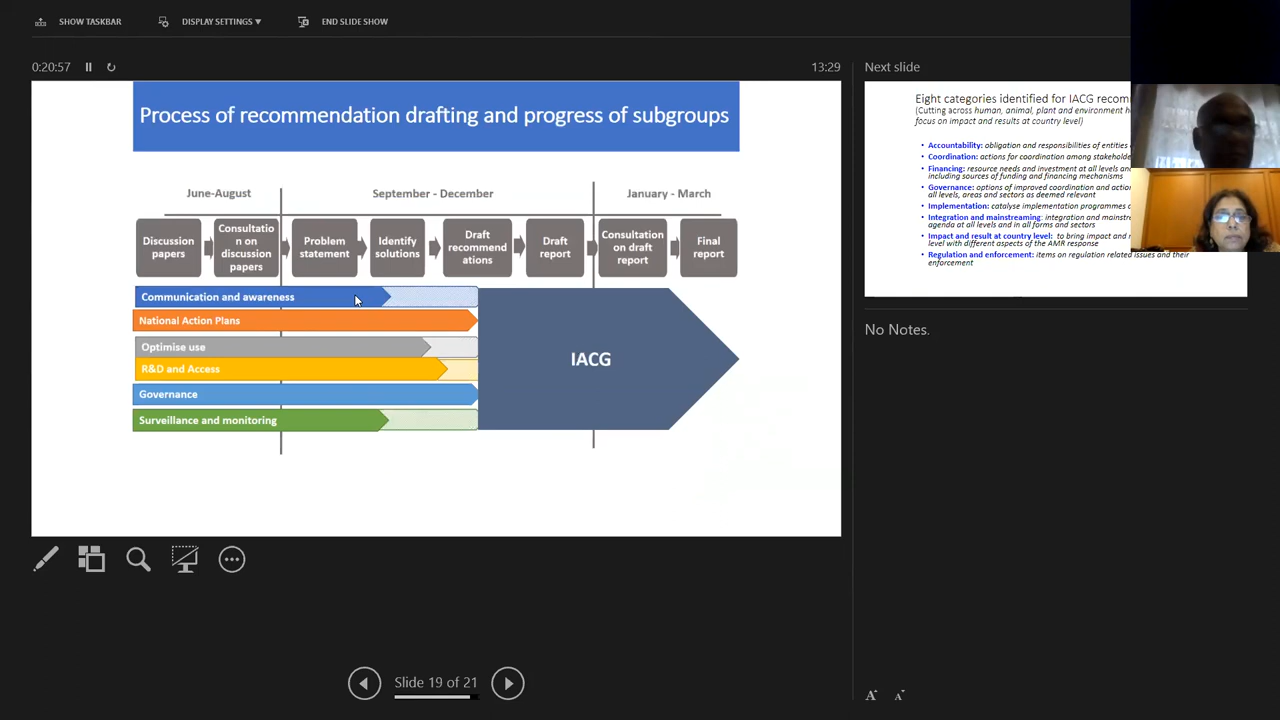 SHOW TASKBAR
DISPLAY SETTINGS
END SLIDE SHOW
0:20:57
13:29
Process of recommendation drafting and progress of subgroups
June-August
September - December
January - March
Discussion
papers
Consultatio
n on
discussion
papers
Problem
statement
Identify
solutions
Draft
recommend
ations
Draft
report
Consultation
on draft
report
Final
report
Communication and awareness
National Action Plans
Optimise use
R&D and Access
Governance
Surveillance and monitoring
IACG
Slide 19 of 21
Next slide
Eight categories identified for IACG
(Cutting across human, animal, plant and environment
focus on impact and results at country level)
• Accountability: obligation and responsibilities of entities
• Coordination: actions for coordination among
• Financing: resource needs and investment at all levels
including sources of funding and financing mechanisms
• Governance: options of improved coordination and
all levels, areas and sectors as deemed relevant
• Implementation: catalyse implementation programmes
• Integration and mainstreaming: integration and
agenda at all levels and in all forms and sectors
• Impact and result at country level: to bring impact and
level with different aspects of the AMR response
• Regulation and enforcement: items on regulation related issues and their
enforcement
No Notes.
A A